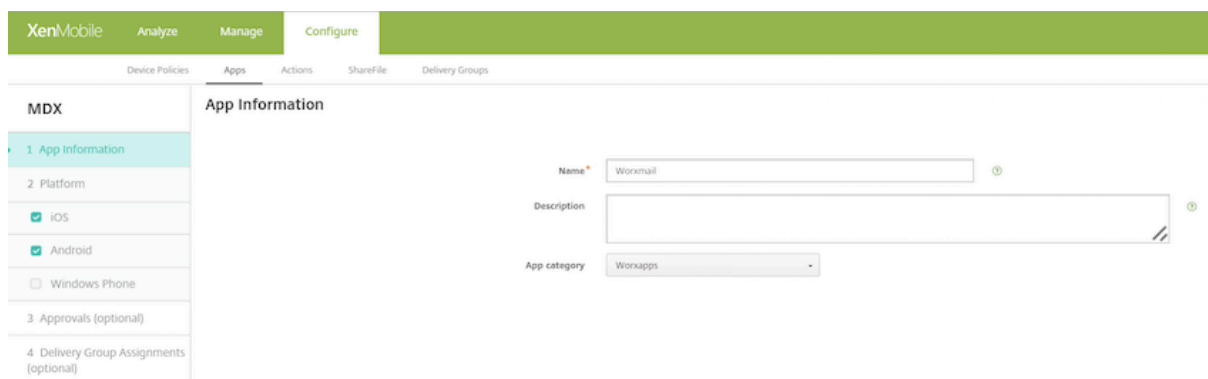 XenMobile Analyze Manage Configure
Device Policies Apps Actions ShareFile Delivery Groups
MDX
1 App Information
2 Platform
iOS
Android
Windows Phone
3 Approvals (optional)
4 Delivery Group Assignments
(optional)
App Information
Name* Worxmail
Description
App category Worxapps